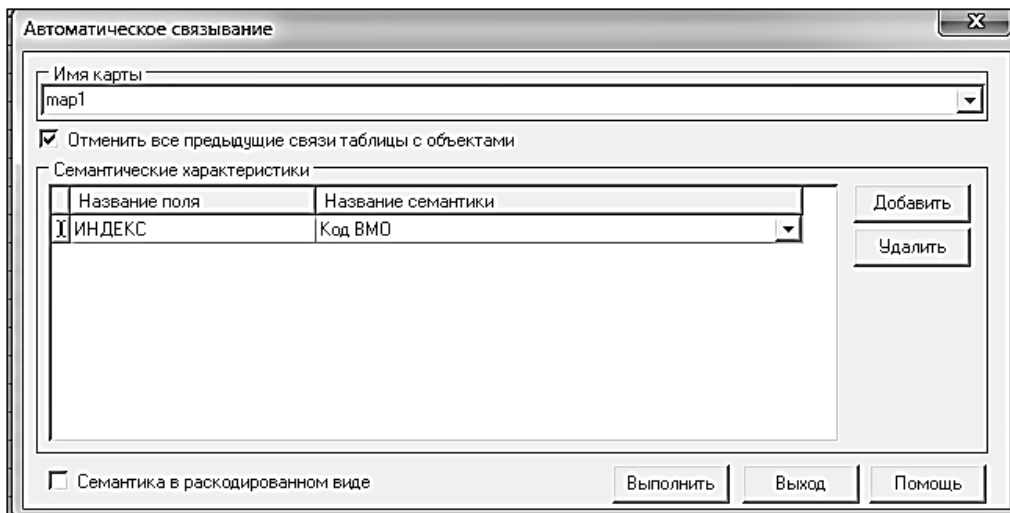 Автоматическое связывание
Имя карты
map1
Отменить все предыдущие связи таблицы с объектами
Семантические характеристики
Название поля Название семантики
ИНДЕКС Код ВМО
Добавить
Удалить
Семантика в раскодированном виде
Выполнить Выход Помощь